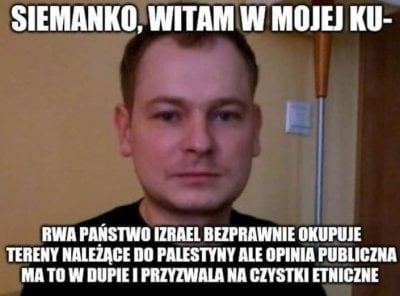 SIEMANKO, WITAM W MOJEJ KU-
RWA PAŃSTWO IZRAEL BEZPRAWNIE OKUPUJE
TERENY NALEŻĄCE DO PALESTYNY ALE OPINIA PUBLICZNA
MA TO W DUPIE I PRZYZWALA NA CZYSTKI ETNICZNE